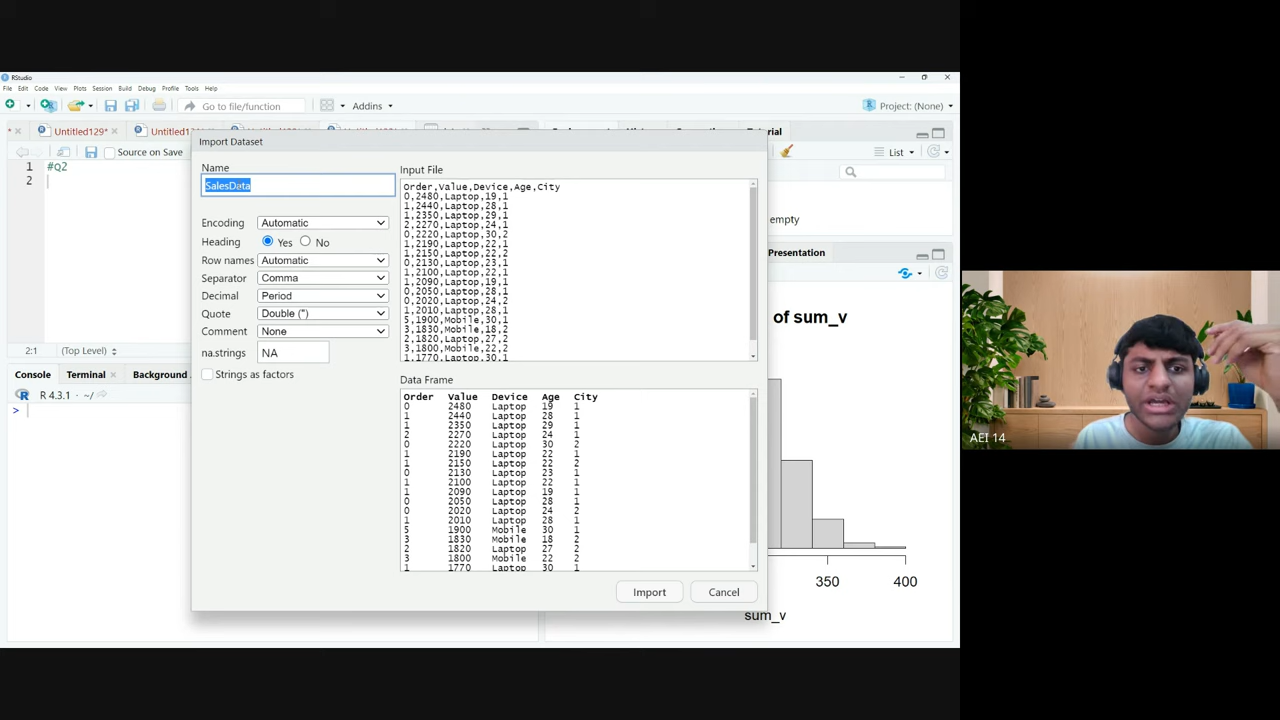 RStudio
File Edit Code View Plots Session Build Debug Profile Tools Help
Go to file/function
Addins
Project: (None)
Untitled129*
Source on Save
List
1 #Q2
2
empty
2:1 (Top Level)
Console Terminal Background
R 4.3.1 · ~/
>
Presentation
of sum_v
350 400
sum_v
Import Dataset
Name
SalesData
Encoding Automatic
Heading Yes No
Row names Automatic
Separator Comma
Decimal Period
Quote Double (")
Comment None
na.strings NA
Strings as factors
Input File
Order,Value,Device,Age,City
0,2480,Laptop,19,1
1,2440,Laptop,28,1
1,2350,Laptop,29,1
2,2270,Laptop,24,1
0,2220,Laptop,30,2
1,2190,Laptop,22,1
1,2150,Laptop,22,2
0,2130,Laptop,23,1
1,2100,Laptop,22,1
1,2090,Laptop,19,1
0,2050,Laptop,28,1
0,2020,Laptop,24,2
1,2010,Laptop,28,1
5,1900,Mobile,30,1
3,1830,Mobile,18,2
2,1820,Laptop,27,2
3,1800,Mobile,22,2
1,1770,Laptop,30,1
Data Frame
Order Value Device Age City
0 2480 Laptop 19 1
1 2440 Laptop 28 1
1 2350 Laptop 29 1
2 2270 Laptop 24 1
0 2220 Laptop 30 2
1 2190 Laptop 22 1
1 2150 Laptop 22 2
0 2130 Laptop 23 1
1 2100 Laptop 22 1
1 2090 Laptop 19 1
0 2050 Laptop 28 1
0 2020 Laptop 24 2
1 2010 Laptop 28 1
5 1900 Mobile 30 1
3 1830 Mobile 18 2
2 1820 Laptop 27 2
3 1800 Mobile 22 2
1 1770 Laptop 30 1
Import Cancel
AEI 14